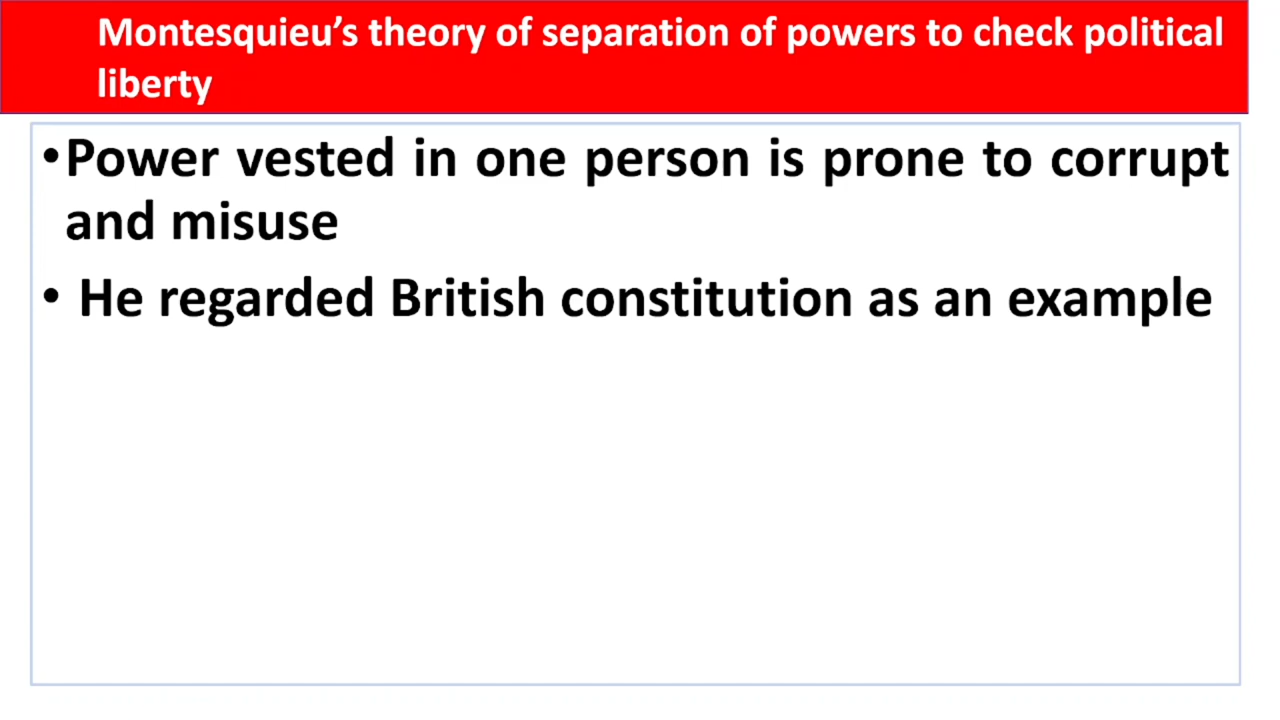 Montesquieu’s theory of separation of powers to check political
liberty
•Power vested in one person is prone to corrupt
and misuse
• He regarded British constitution as an example